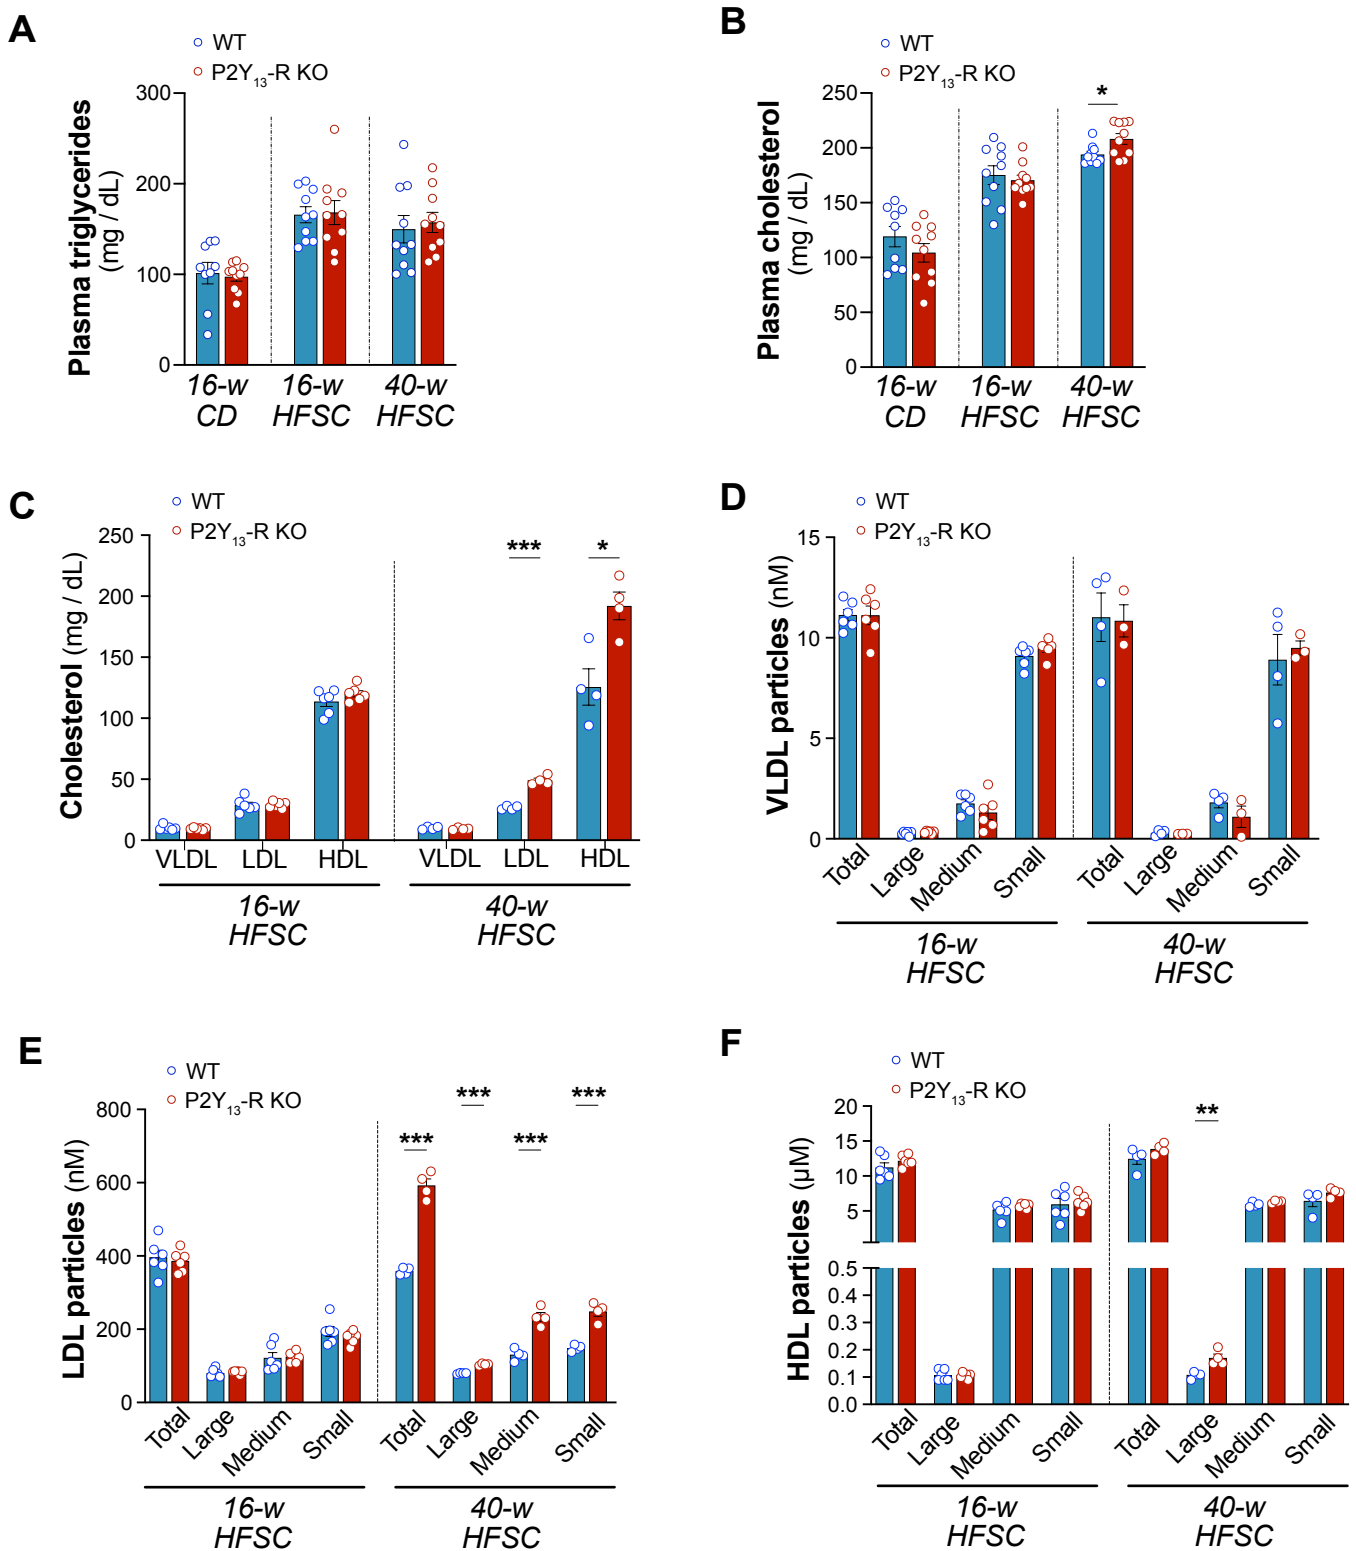 A
WT
P2Y13-R KO
Plasma triglycerides
(mg / dL)
300
200
100
0
16-w
CD
16-w
HFSC
40-w
HFSC
B
WT
P2Y13-R KO
Plasma cholesterol
(mg / dL)
250
200
150
100
50
0
*
16-w
CD
16-w
HFSC
40-w
HFSC
C
WT
P2Y13-R KO
Cholesterol (mg / dL)
250
200
150
100
50
0
***
*
VLDL LDL HDL VLDL LDL HDL
16-w
HFSC
40-w
HFSC
D
WT
P2Y13-R KO
VLDL particles (nM)
15
10
5
0
Total Large Medium Small Total Large Medium Small
16-w
HFSC
40-w
HFSC
E
WT
P2Y13-R KO
LDL particles (nM)
800
600
400
200
0
*** *** *** ***
Total Large Medium Small Total Large Medium Small
16-w
HFSC
40-w
HFSC
F
WT
P2Y13-R KO
HDL particles (µM)
20
15
10
5
0.5
0.4
0.3
0.2
0.1
0.0
**
Total Large Medium Small Total Large Medium Small
16-w
HFSC
40-w
HFSC